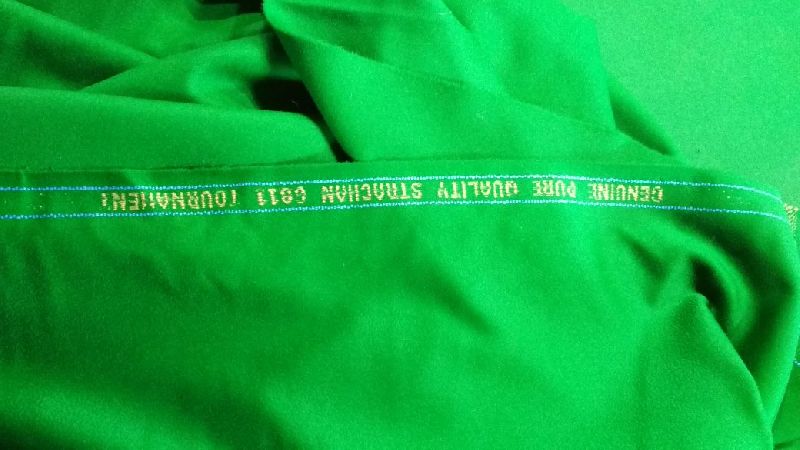 GENUINE PURE QUALITY STRACHAN 6811 TOURNAMENT